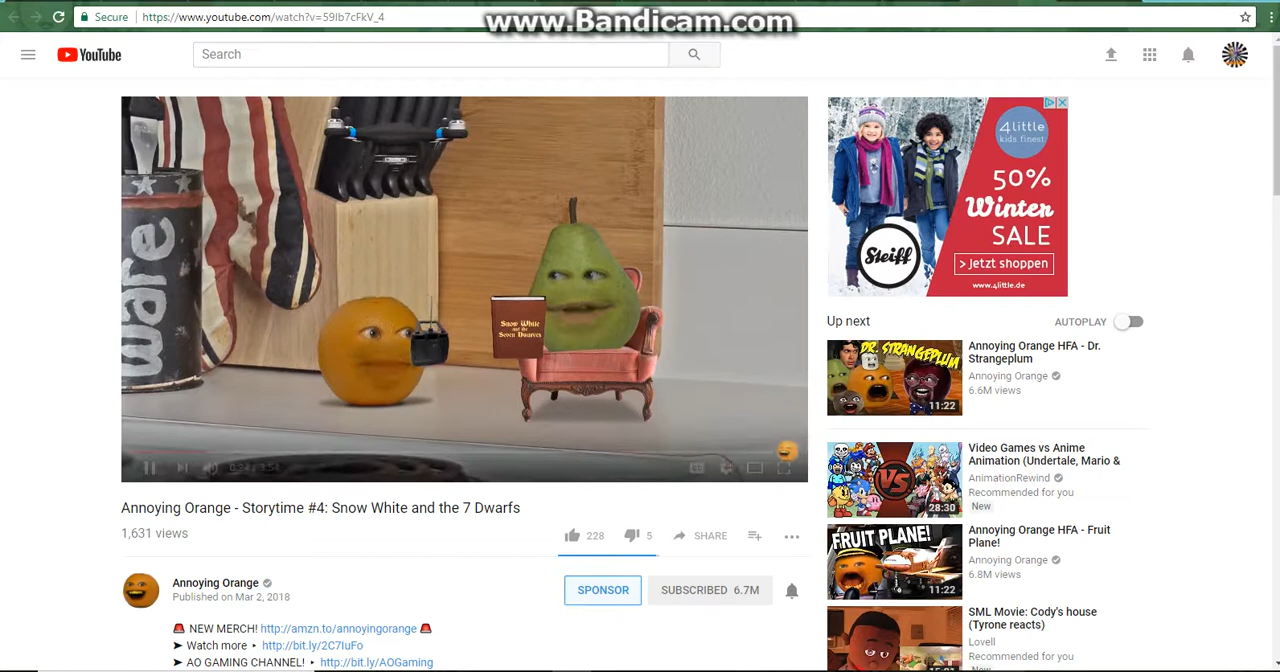 Secure
https://www.youtube.com/watch?v=59Ib7cFkV_4
www.Bandicam.com
YouTube
Search
ware
Snow White
and the
Seven Dwarves
4little
kids finest
50%
Winter
SALE
Steiff
> Jetzt shoppen
www.4little.de
Up next
AUTOPLAY
DR. STRANGEPLUM
11:22
Annoying Orange HFA - Dr.
Strangeplum
Annoying Orange
6.6M views
VS
28:30
Video Games vs Anime
Animation (Undertale, Mario &
AnimationRewind
Recommended for you
New
FRUIT PLANE!
11:22
Annoying Orange HFA - Fruit
Plane!
Annoying Orange
6.8M views
SML Movie: Cody's house
(Tyrone reacts)
Lovell
Recommended for you
Annoying Orange - Storytime #4: Snow White and the 7 Dwarfs
1,631 views
228
5
SHARE
Annoying Orange
Published on Mar 2, 2018
SPONSOR
SUBSCRIBED 6.7M
NEW MERCH! http://amzn.to/annoyingorange
➤ Watch more ‣ http://bit.ly/2C7IuFo
➤ AO GAMING CHANNEL! ‣ http://bit.ly/AOGaming